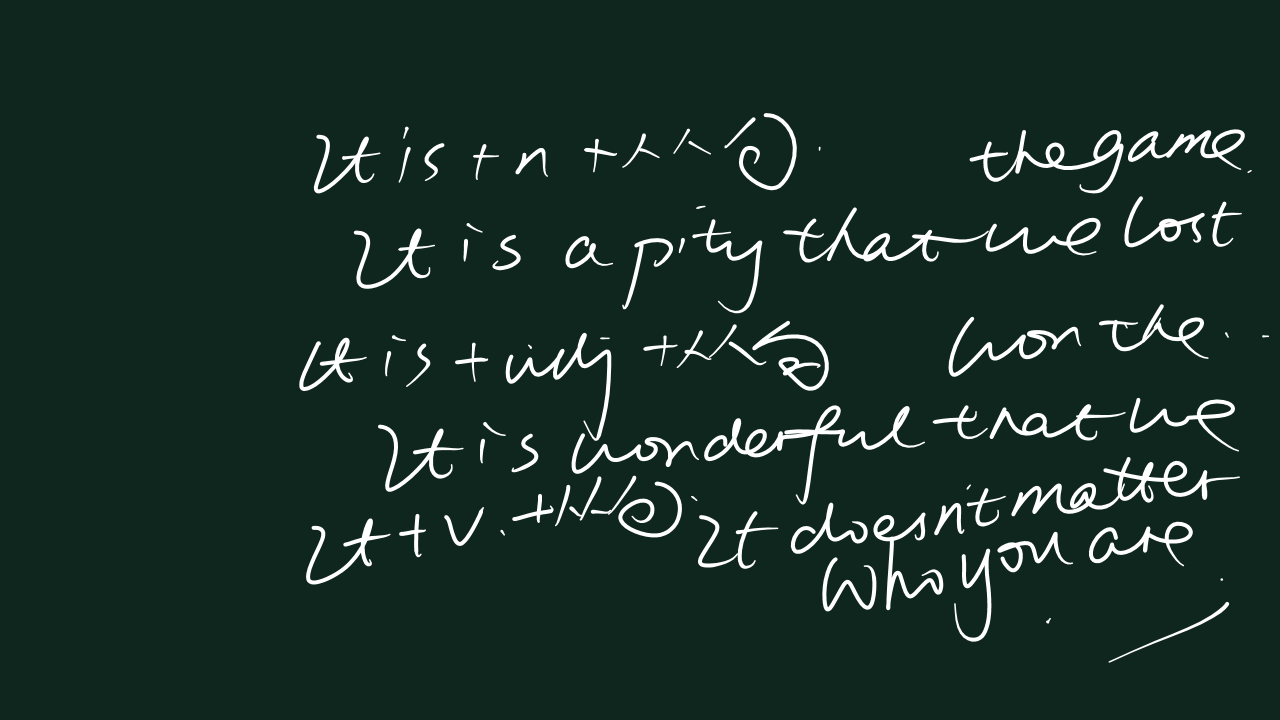 It is + n + 从句.
the game.
It is a pity that we lost
It is + adj + 从句
won the..
It is wonderful that we
It + v. + 从句. It doesn't matter
who you are